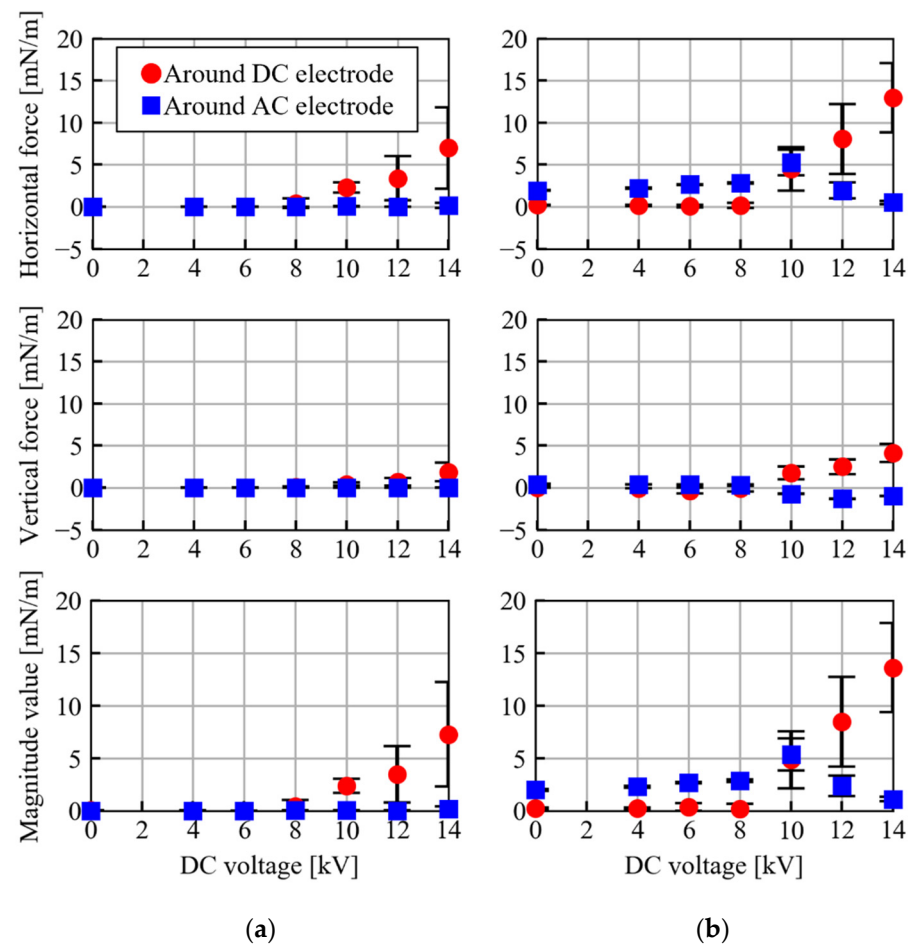 Horizontal force [mN/m]
20
15
10
5
0
−5
Around DC electrode
Around AC electrode
0 2 4 6 8 10 12 14
20
15
10
5
0
−5
0 2 4 6 8 10 12 14
Vertical force [mN/m]
20
15
10
5
0
−5
0 2 4 6 8 10 12 14
20
15
10
5
0
−5
0 2 4 6 8 10 12 14
Magnitude value [mN/m]
20
15
10
5
0
0 2 4 6 8 10 12 14
DC voltage [kV]
20
15
10
5
0
0 2 4 6 8 10 12 14
DC voltage [kV]
(a)
(b)